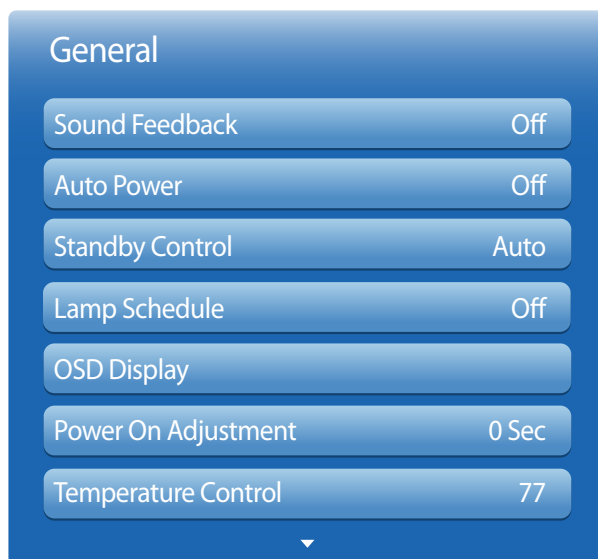 General
Sound Feedback Off
Auto Power Off
Standby Control Auto
Lamp Schedule Off
OSD Display
Power On Adjustment 0 Sec
Temperature Control 77